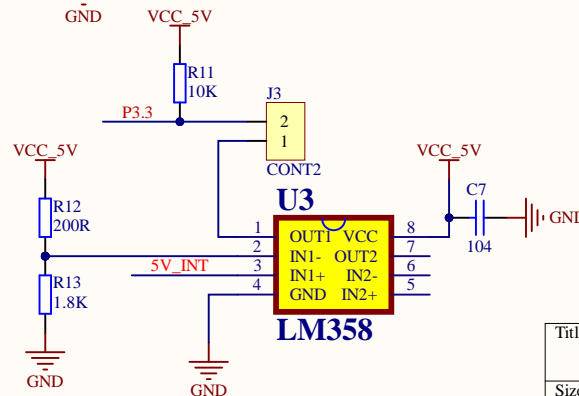 GND
VCC_5V
R11
10K
P3.3
J3
2
1
CONT2
VCC_5V
VCC_5V
R12
200R
U3
C7
104
GND
1 OUT1 VCC 8
2 IN1- OUT2 7
5V_INT 3 IN1+ IN2- 6
4 GND IN2+ 5
R13
1.8K
LM358
GND
GND
Titl
Size